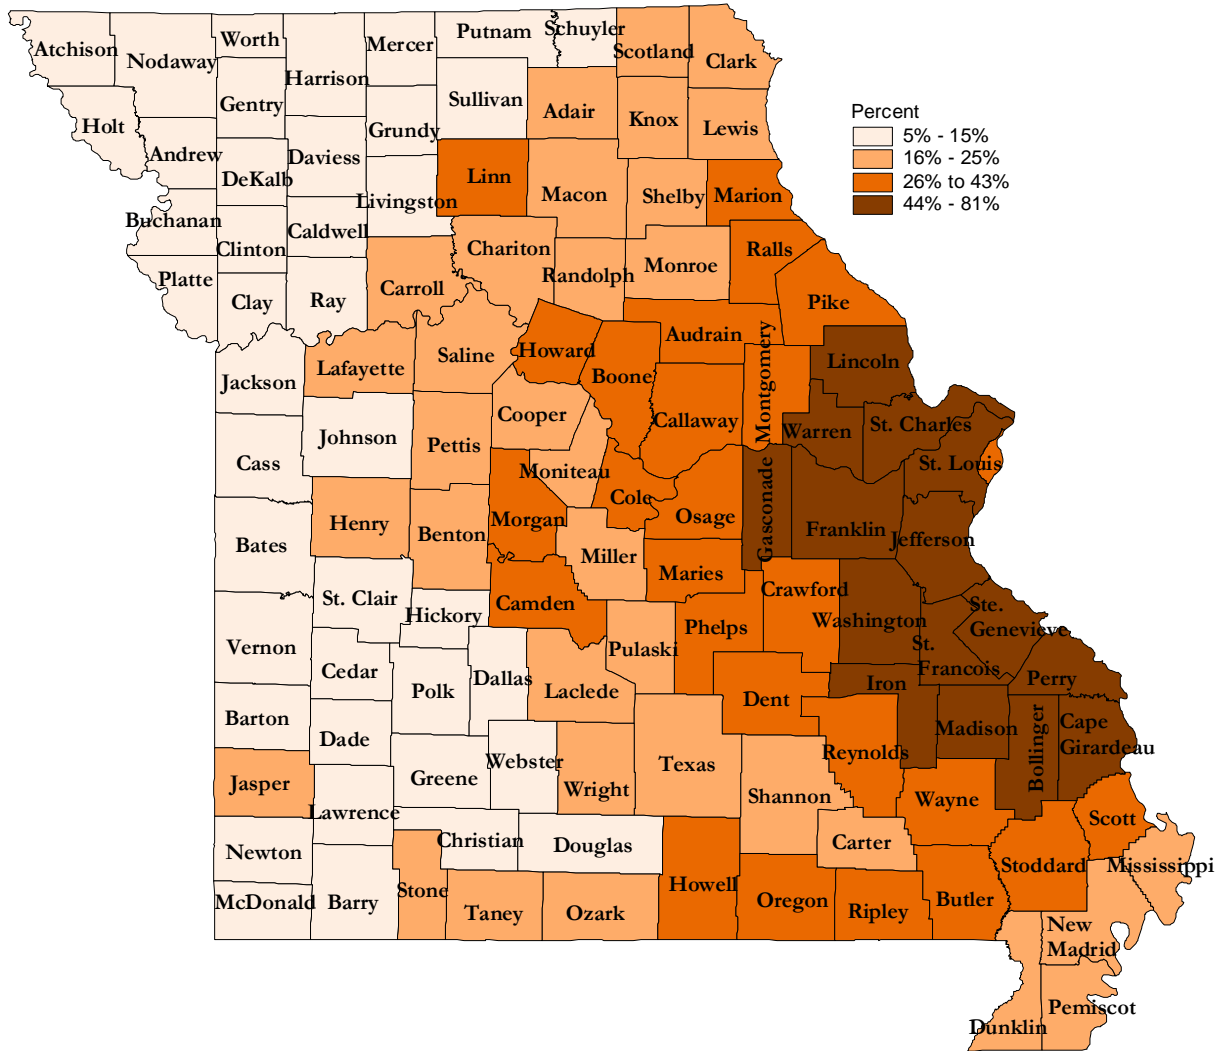 Atchison
Nodaway
Worth
Harrison
Mercer
Putnam
Schuyler
Scotland
Clark
Gentry
Sullivan
Adair
Knox
Lewis
Holt
Andrew
DeKalb
Daviess
Grundy
Linn
Macon
Shelby
Marion
Livingston
Buchanan
Clinton
Caldwell
Chariton
Randolph
Monroe
Ralls
Platte
Clay
Ray
Carroll
Pike
Percent
5% - 15%
16% - 25%
26% to 43%
44% - 81%
Jackson
Lafayette
Saline
Howard
Boone
Audrain
Montgomery
Lincoln
Johnson
Pettis
Cooper
Callaway
Warren
St. Charles
St. Louis
Cass
Moniteau
Cole
Henry
Benton
Morgan
Osage
Gasconade
Franklin
Jefferson
Bates
Miller
Maries
Crawford
St. Clair
Hickory
Camden
Phelps
Washington
Ste.
Genevieve
St.
Francois
Vernon
Cedar
Polk
Dallas
Laclede
Pulaski
Dent
Iron
Perry
Barton
Dade
Greene
Webster
Wright
Texas
Reynolds
Madison
Bollinger
Cape
Girardeau
Jasper
Lawrence
Shannon
Wayne
Scott
Newton
Christian
Douglas
Carter
Stoddard
Mississippi
McDonald
Barry
Stone
Taney
Ozark
Howell
Oregon
Ripley
Butler
New
Madrid
Pemiscot
Dunklin